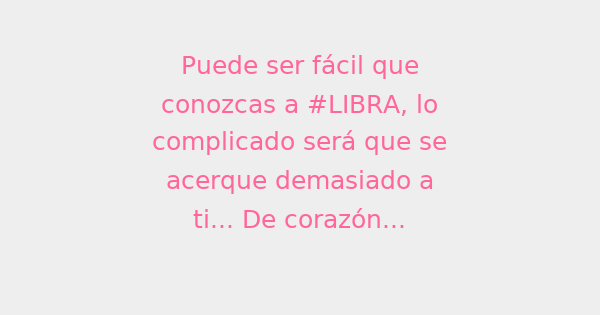 Puede ser fácil que
conozcas a #LIBRA, lo
complicado será que se
acerque demasiado a
ti... De corazón...